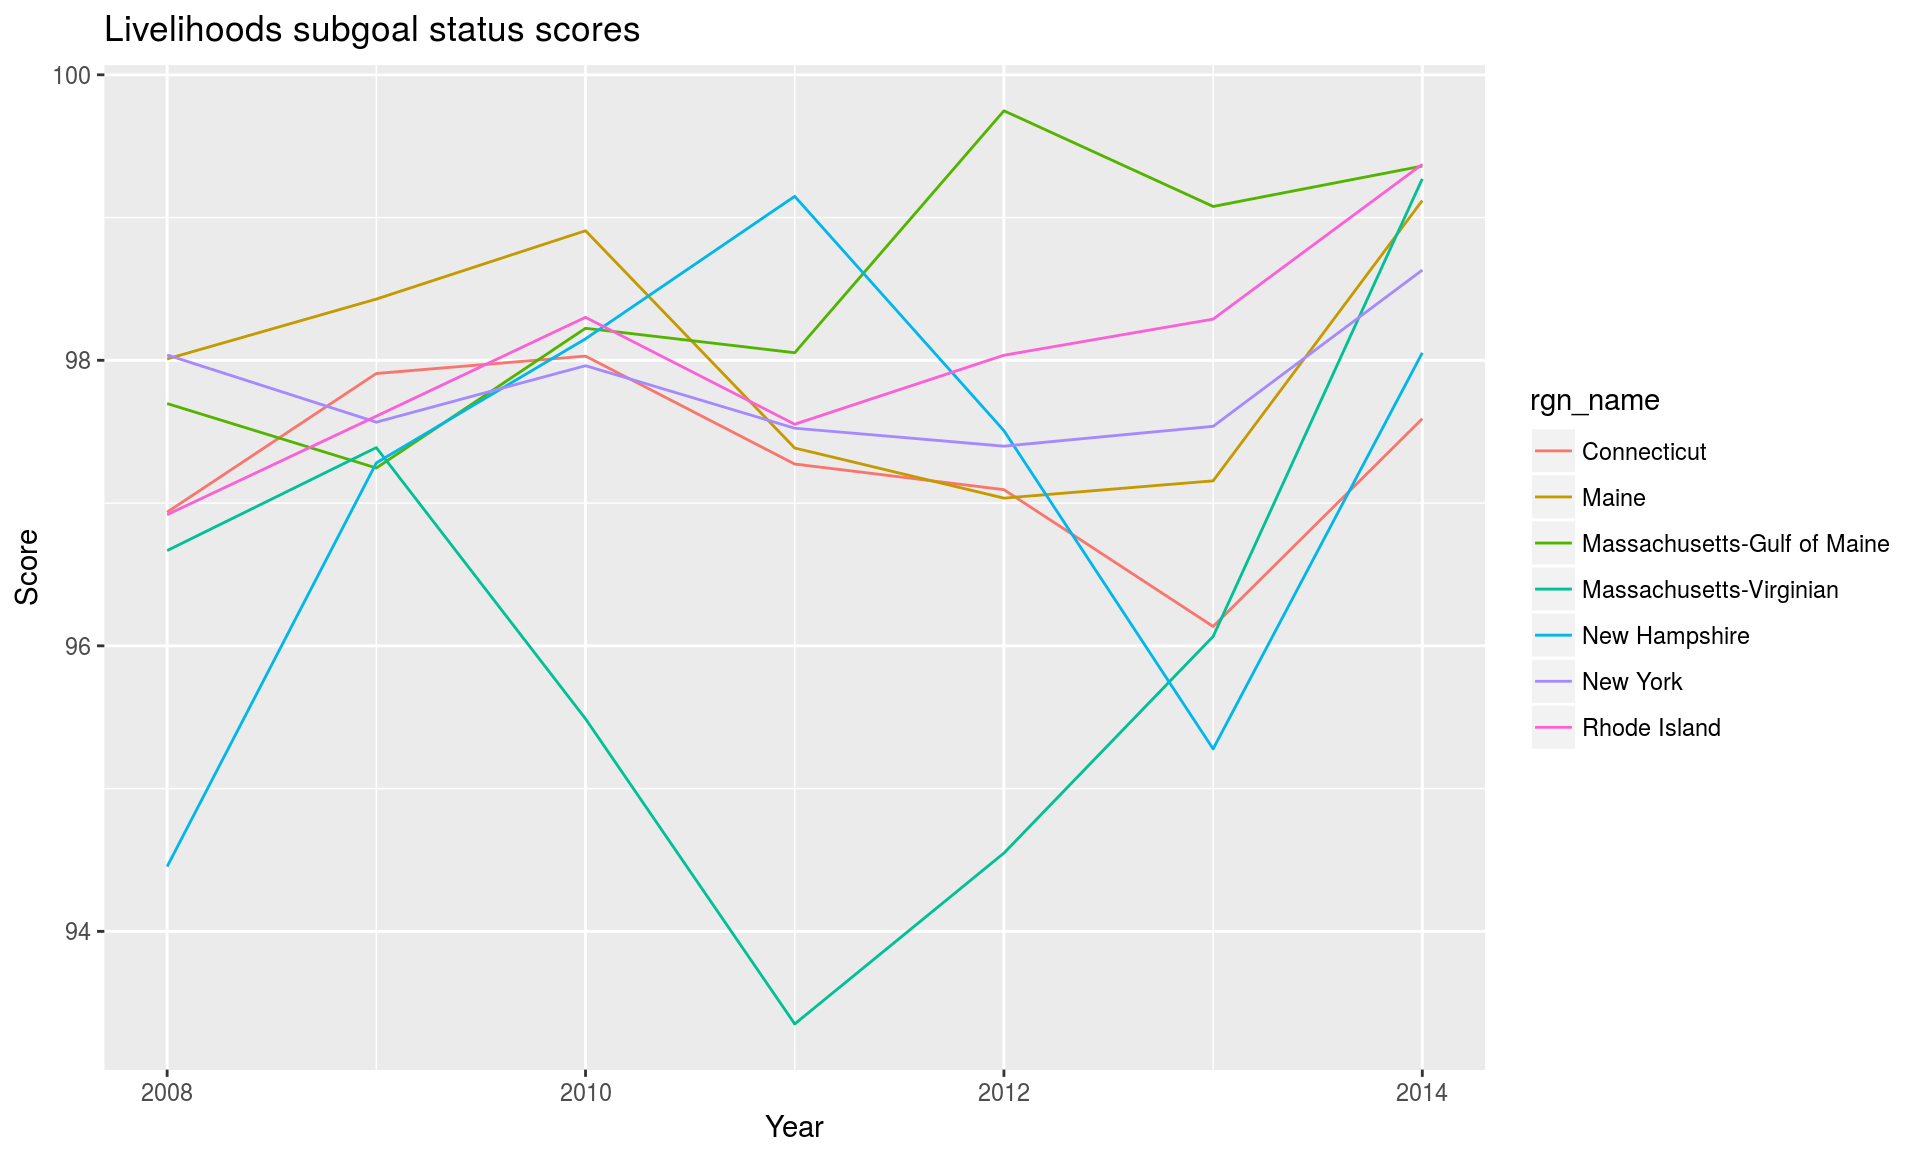 Livelihoods subgoal status scores
100
98
96
94
Score
2008 2010 2012 2014
Year
rgn_name
Connecticut
Maine
Massachusetts-Gulf of Maine
Massachusetts-Virginian
New Hampshire
New York
Rhode Island